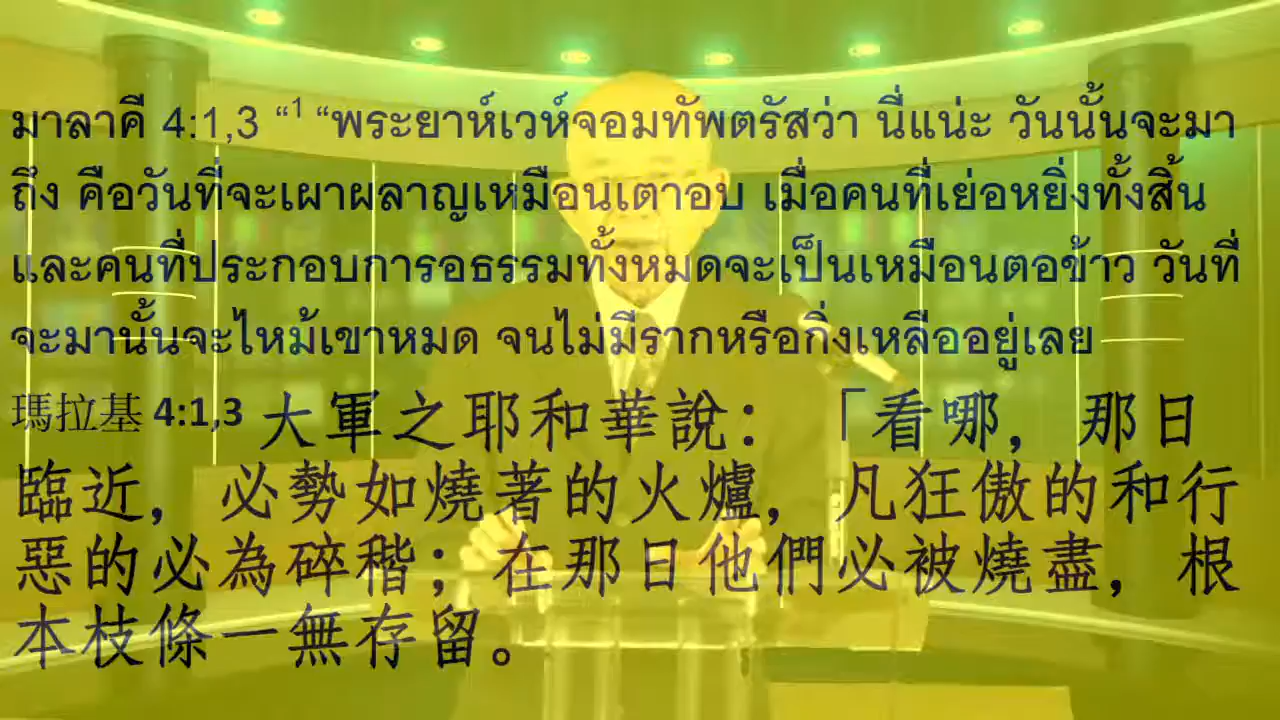 มาลาคี 4:1,3 “1 “พระยาห์เวห์จอมทัพตรัสว่า นี่แน่ะ วันนั้นจะมา
ถึง คือวันที่จะเผาผลาญเหมือนเตาอบ เมื่อคนที่เย่อหยิ่งทั้งสิ้น
และคนที่ประกอบการอธรรมทั้งหมดจะเป็นเหมือนตอข้าว วันที่
จะมานั้นจะไหม้เขาหมด จนไม่มีรากหรือกิ่งเหลืออยู่เลย
瑪拉基 4:1,3 大軍之耶和華說：「看哪，那日
臨近，必勢如燒著的火爐，凡狂傲的和行
惡的必為碎稭；在那日他們必被燒盡，根
本枝條一無存留。